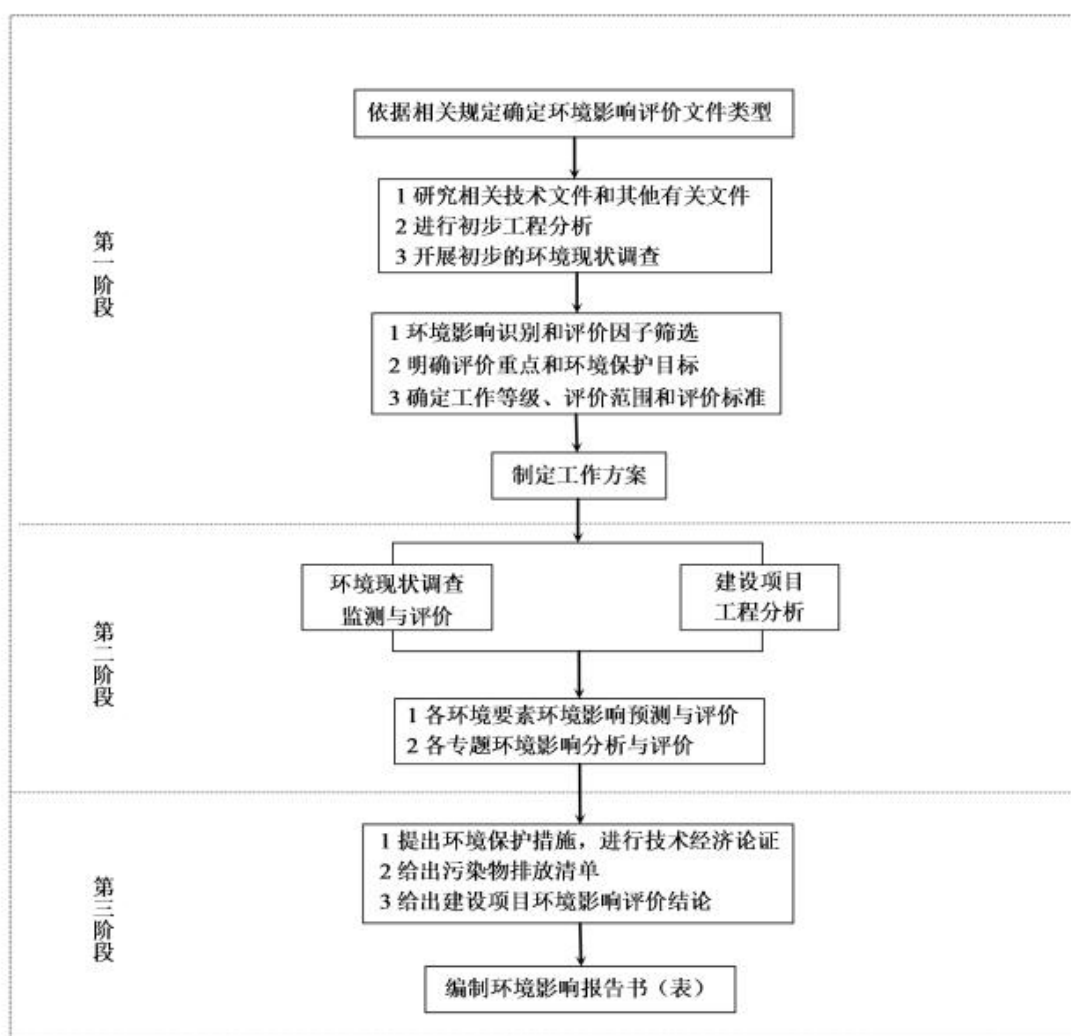 依据相关规定确定环境影响评价文件类型
1 研究相关技术文件和其他有关文件
2 进行初步工程分析
3 开展初步的环境现状调查
第一阶段
1 环境影响识别和评价因子筛选
2 明确评价重点和环境保护目标
3 确定工作等级、评价范围和评价标准
制定工作方案
环境现状调查
监测与评价
建设项目
工程分析
第二阶段
1 各环境要素环境影响预测与评价
2 各专题环境影响分析与评价
1 提出环境保护措施，进行技术经济论证
2 给出污染物排放清单
3 给出建设项目环境影响评价结论
第三阶段
编制环境影响报告书（表）